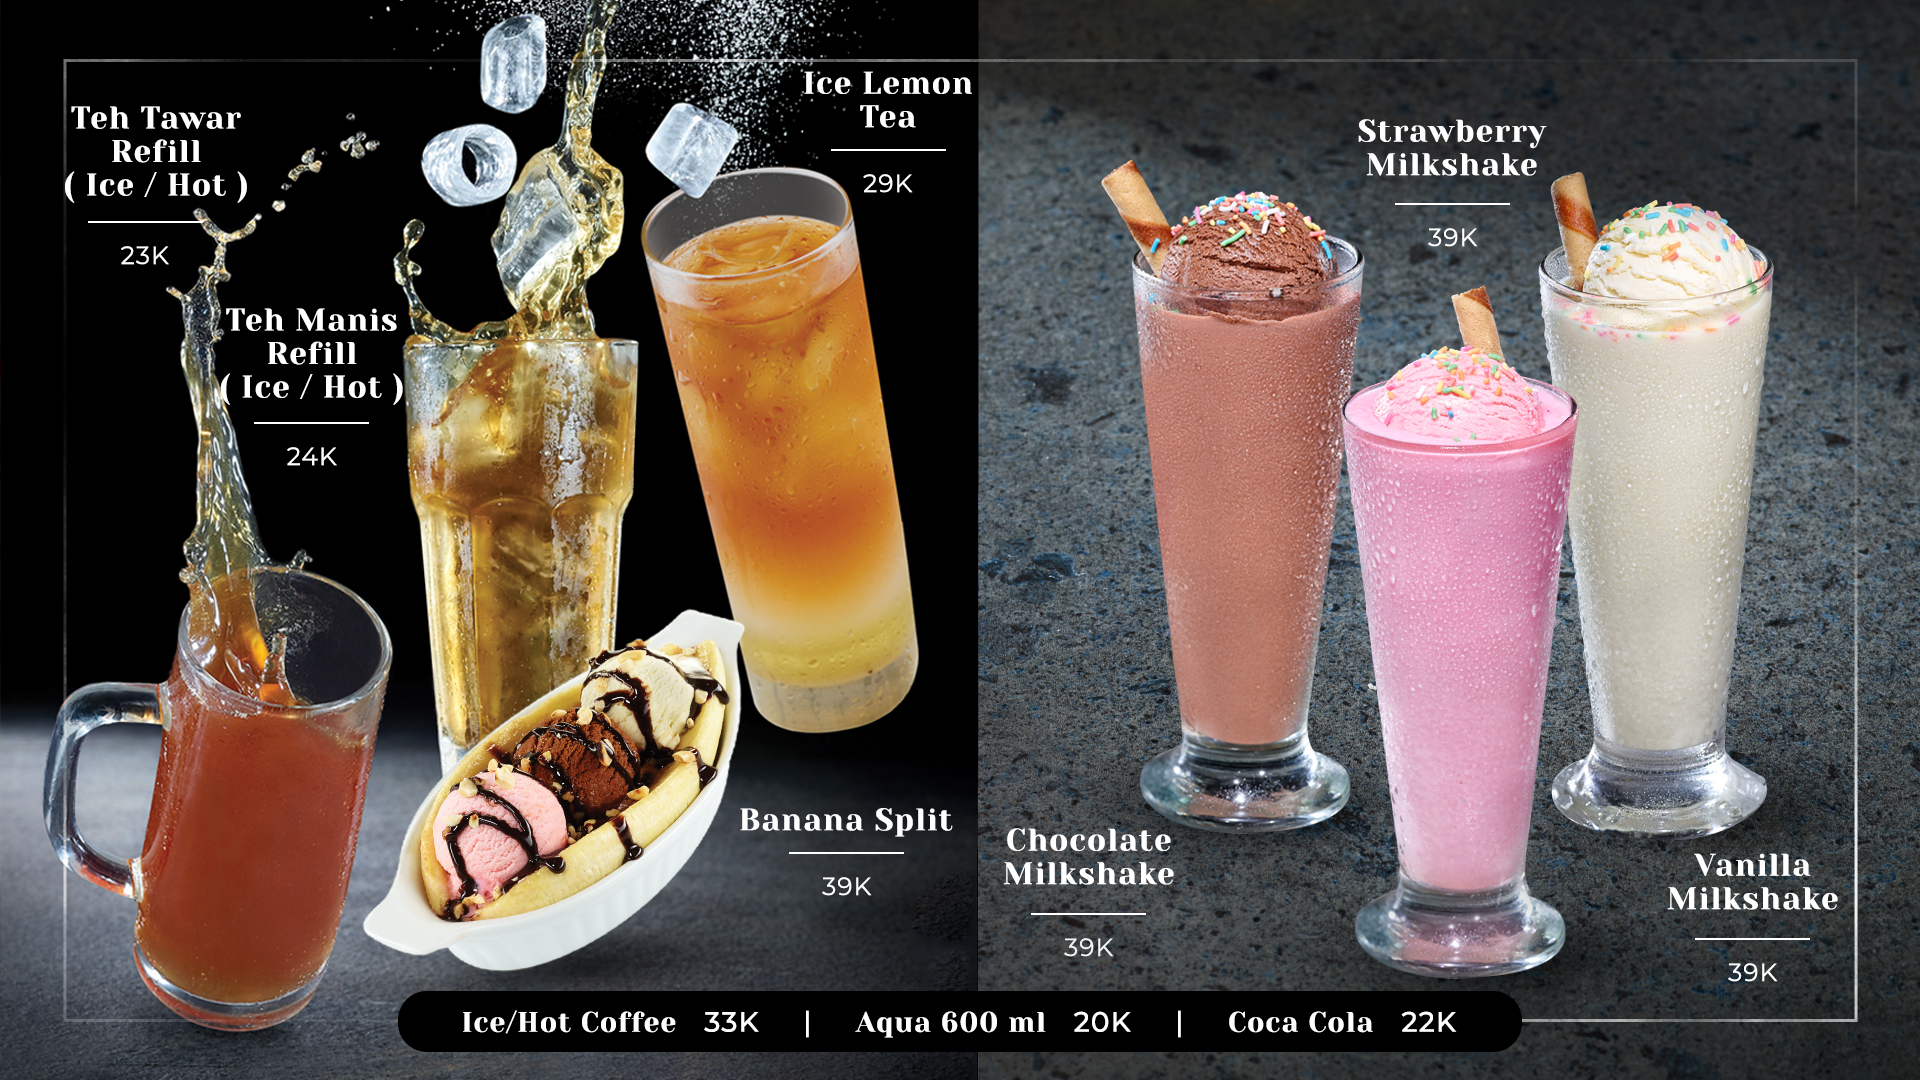 Teh Tawar
Refill
( Ice / Hot )
23K
Teh Manis
Refill
( Ice / Hot )
24K
Ice Lemon
Tea
29K
Banana Split
39K
Strawberry
Milkshake
39K
Chocolate
Milkshake
39K
Vanilla
Milkshake
39K
Ice/Hot Coffee 33K | Aqua 600 ml 20K | Coca Cola 22K